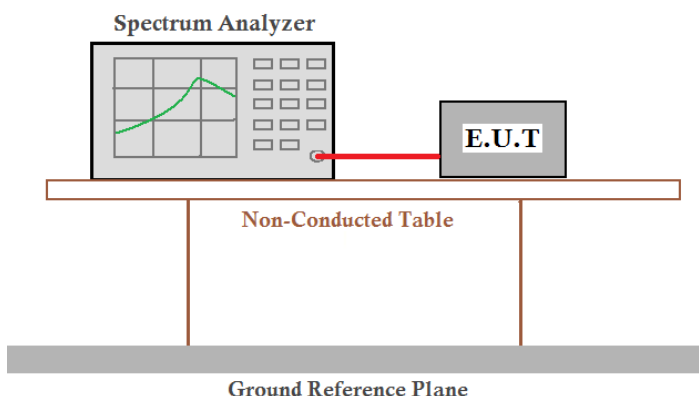 Spectrum Analyzer
E.U.T
Non-Conducted Table
Ground Reference Plane